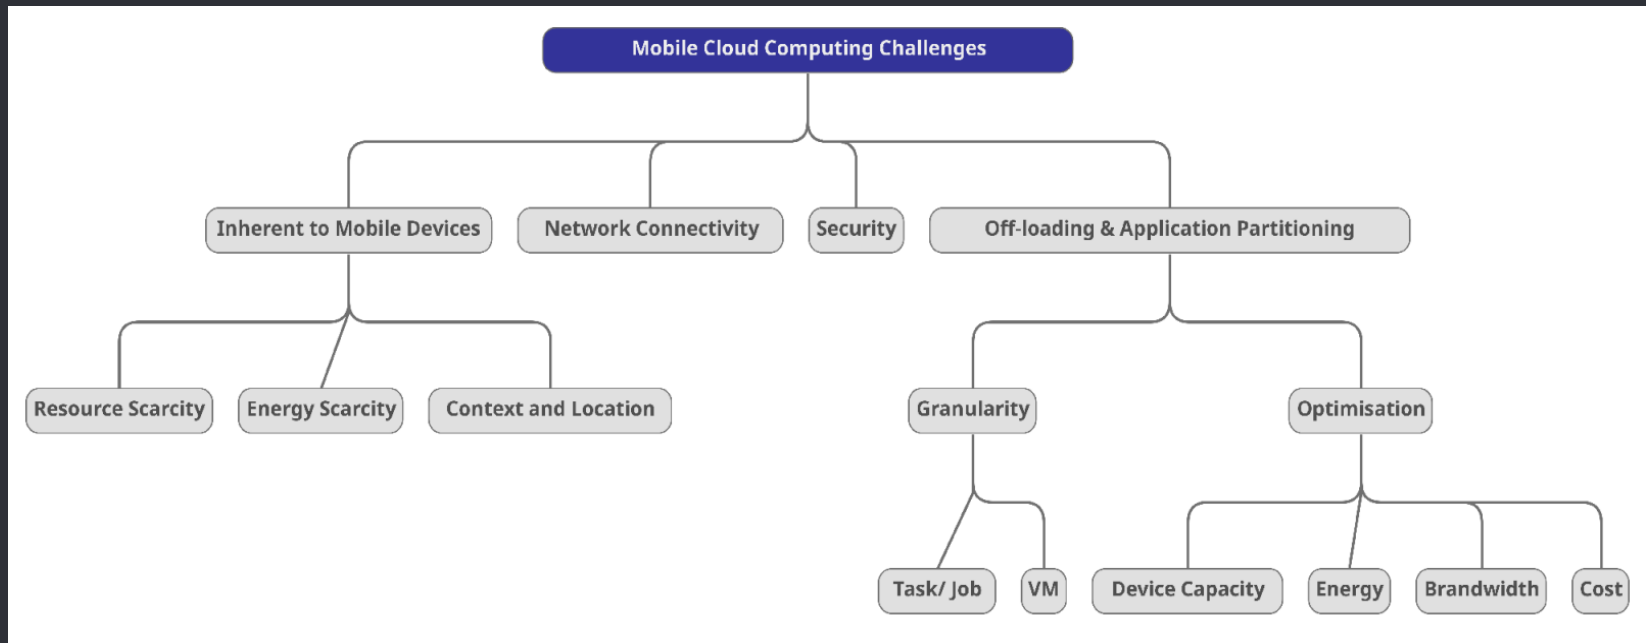 Mobile Cloud Computing Challenges
Inherent to Mobile Devices
Network Connectivity
Security
Off-loading & Application Partitioning
Resource Scarcity
Energy Scarcity
Context and Location
Granularity
Optimisation
Task/ Job
VM
Device Capacity
Energy
Brandwidth
Cost